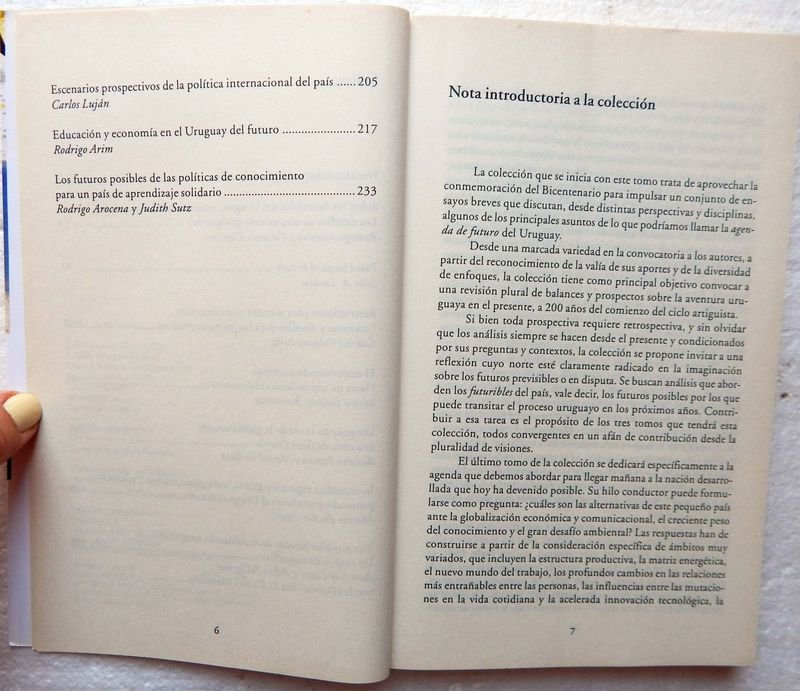 Escenarios prospectivos de la política internacional del país ...... 205
Carlos Luján
Educación y economía en el Uruguay del futuro ....................... 217
Rodrigo Arim
Los futuros posibles de las políticas de conocimiento
para un país de aprendizaje solidario ......................................... 233
Rodrigo Arocena y Judith Sutz
6
Nota introductoria a la colección
La colección que se inicia con este tomo trata de aprovechar la
conmemoración del Bicentenario para impulsar un conjunto de en-
sayos breves que discutan, desde distintas perspectivas y disciplinas,
algunos de los principales asuntos de lo que podríamos llamar la agen-
da de futuro del Uruguay.
Desde una marcada variedad en la convocatoria a los autores, a
partir del reconocimiento de la valía de sus aportes y de la diversidad
de enfoques, la colección tiene como principal objetivo convocar a
una revisión plural de balances y prospectos sobre la aventura uru-
guaya en el presente, a 200 años del comienzo del ciclo artiguista.
Si bien toda prospectiva requiere retrospectiva, y sin olvidar
que los análisis siempre se hacen desde el presente y condicionados
por sus preguntas y contextos, la colección se propone invitar a una
reflexión cuyo norte esté claramente radicado en la imaginación
sobre los futuros previsibles o en disputa. Se buscan análisis que abor-
den los futuribles del país, vale decir, los futuros posibles por los que
puede transitar el proceso uruguayo en los próximos años. Contri-
buir a esa tarea es el propósito de los tres tomos que tendrá esta
colección, todos convergentes en un afán de contribución desde la
pluralidad de visiones.
El último tomo de la colección se dedicará específicamente a la
agenda que debemos abordar para llegar mañana a la nación desarro-
llada que hoy ha devenido posible. Su hilo conductor puede formu-
larse como pregunta: ¿cuáles son las alternativas de este pequeño país
ante la globalización económica y comunicacional, el creciente peso
del conocimiento y el gran desafío ambiental? Las respuestas han de
construirse a partir de la consideración específica de ámbitos muy
variados, que incluyen la estructura productiva, la matriz energética,
el nuevo mundo del trabajo, los profundos cambios en las relaciones
más entrañables entre las personas, las influencias entre las mutacio-
nes en la vida cotidiana y la acelerada innovación tecnológica, la
7